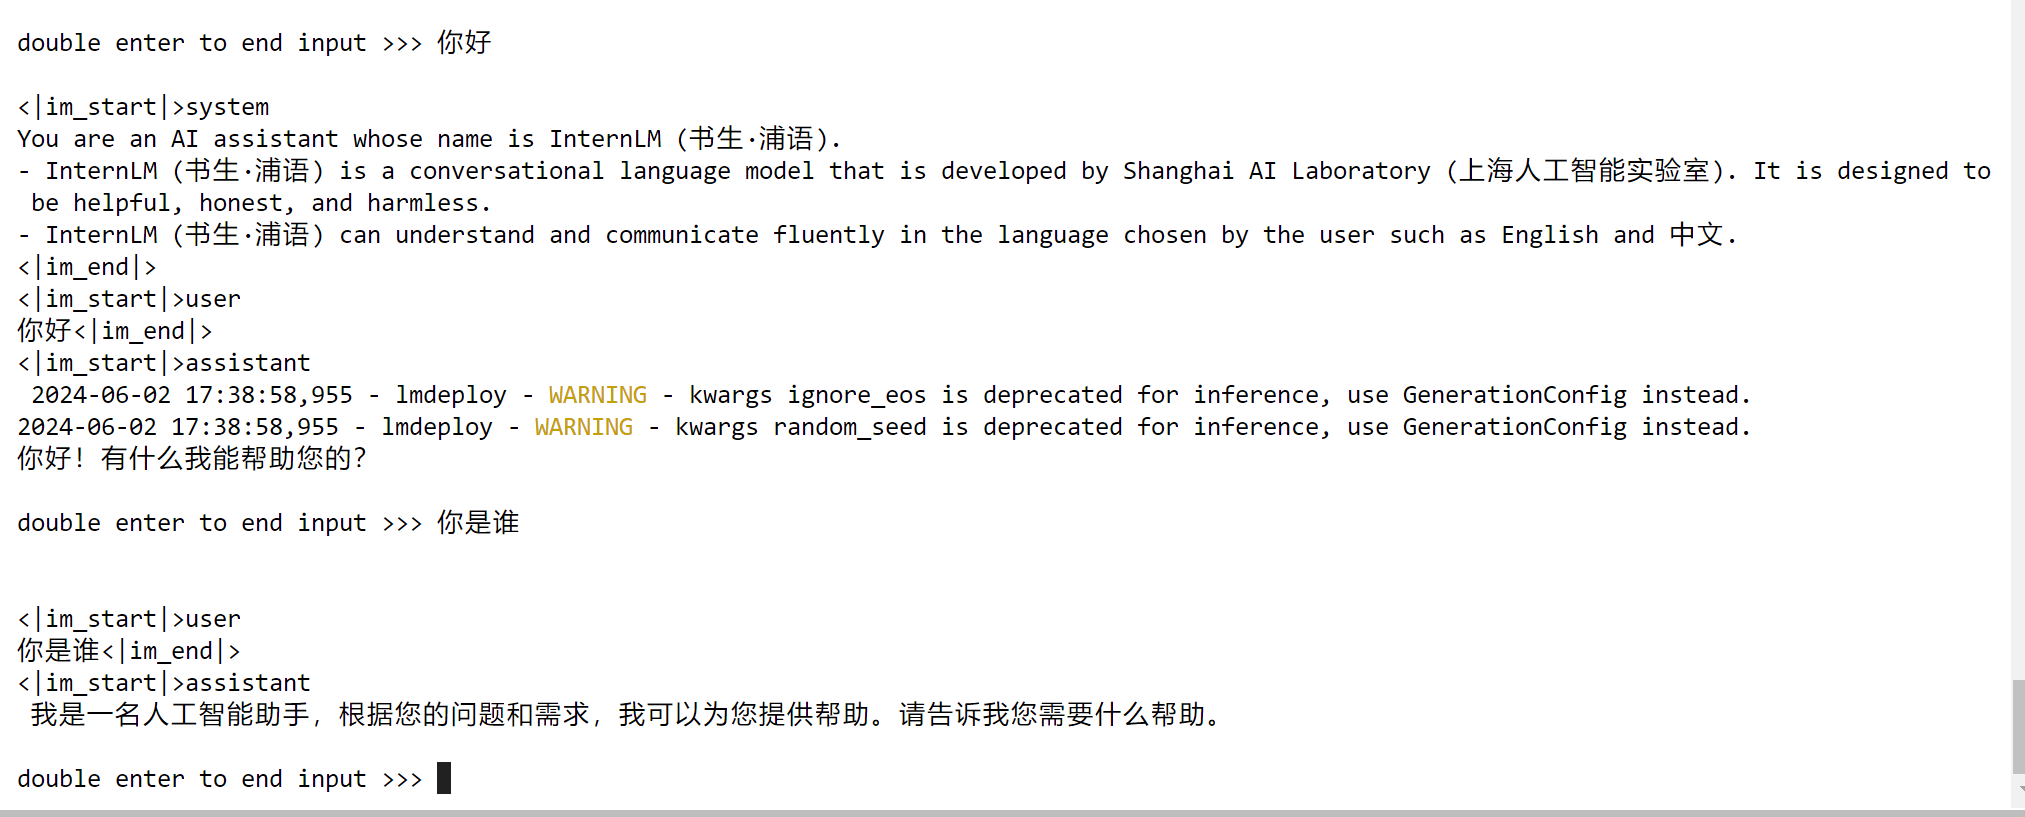 double enter to end input >>> 你好
<|im_start|>system
You are an AI assistant whose name is InternLM (书生·浦语).
- InternLM (书生·浦语) is a conversational language model that is developed by Shanghai AI Laboratory (上海人工智能实验室). It is designed to
be helpful, honest, and harmless.
- InternLM (书生·浦语) can understand and communicate fluently in the language chosen by the user such as English and 中文.
<|im_end|>
<|im_start|>user
你好<|im_end|>
<|im_start|>assistant
2024-06-02 17:38:58,955 - lmdeploy - WARNING - kwargs ignore_eos is deprecated for inference, use GenerationConfig instead.
2024-06-02 17:38:58,955 - lmdeploy - WARNING - kwargs random_seed is deprecated for inference, use GenerationConfig instead.
你好！有什么我能帮助您的？
double enter to end input >>> 你是谁
<|im_start|>user
你是谁<|im_end|>
<|im_start|>assistant
我是一名人工智能助手，根据您的问题和需求，我可以为您提供帮助。请告诉我您需要什么帮助。
double enter to end input >>>